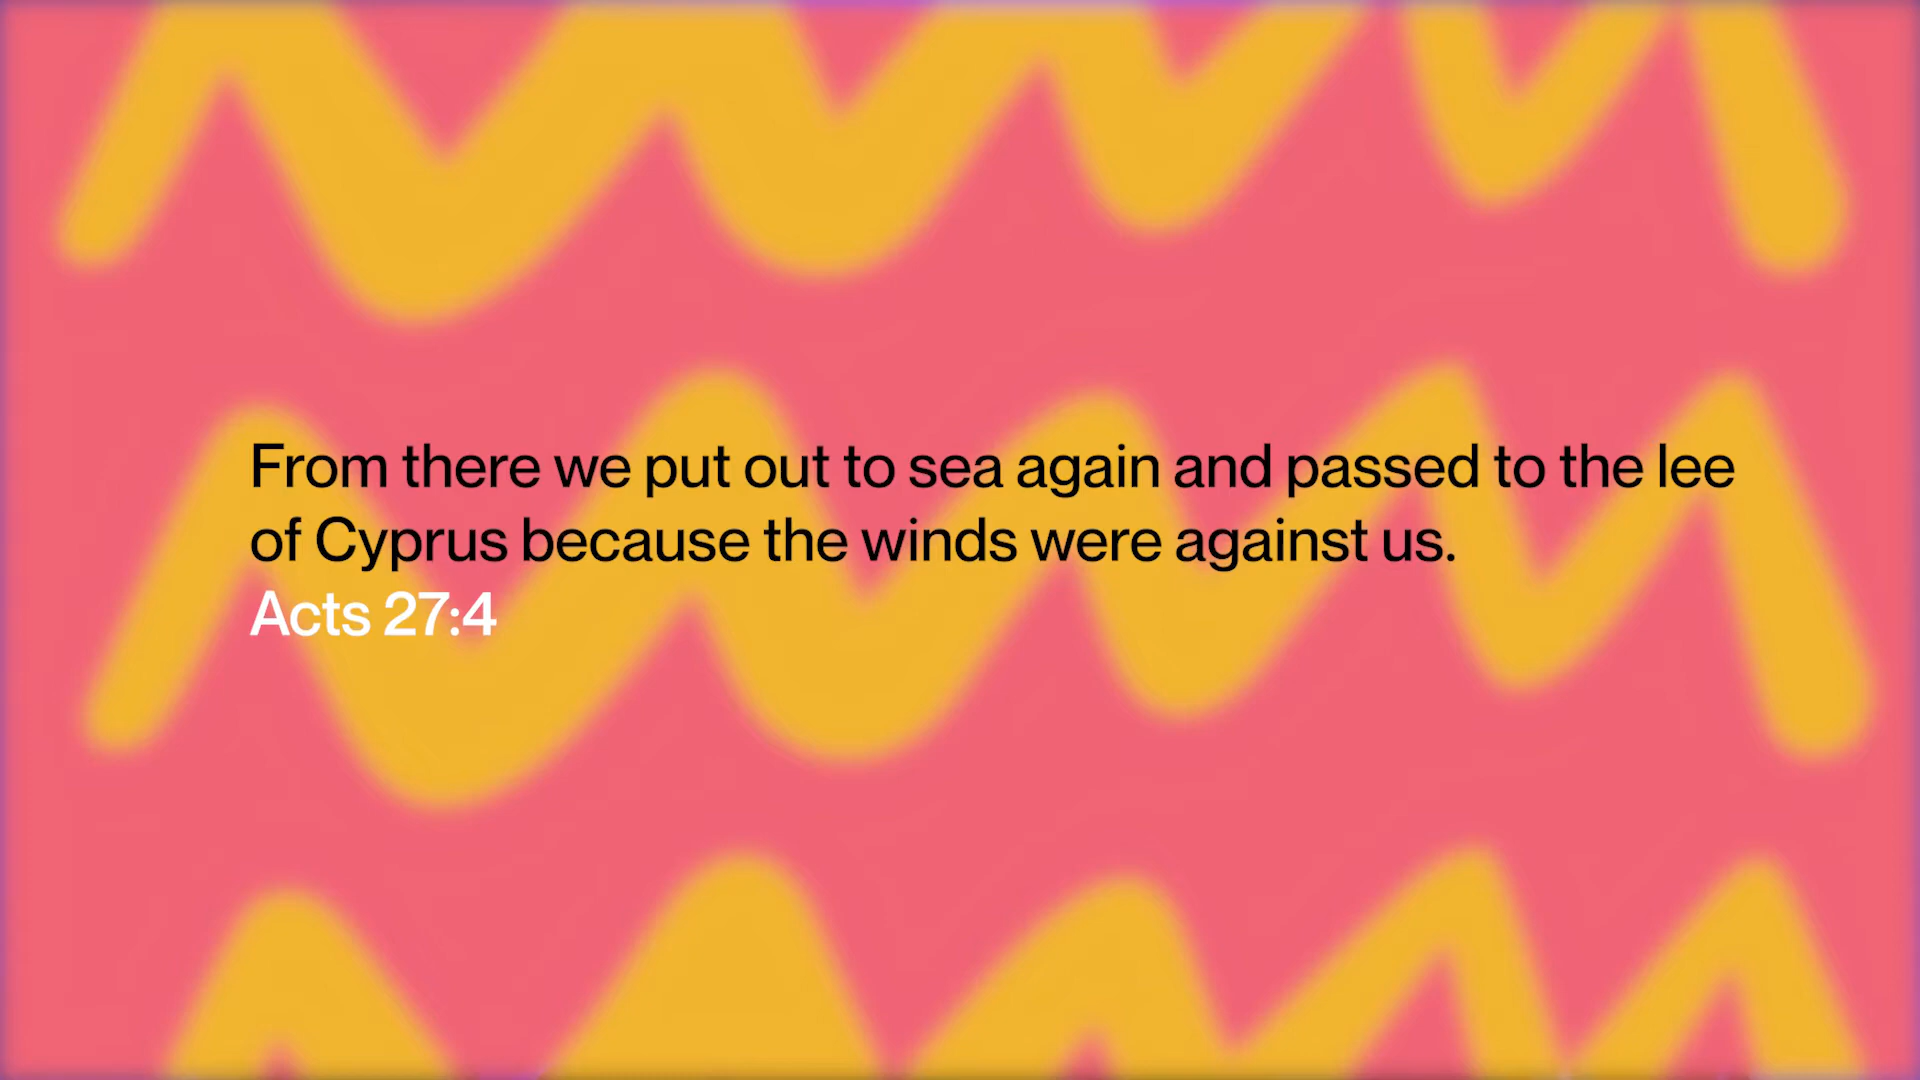 From there we put out to sea again and passed to the lee
of Cyprus because the winds were against us.
Acts 27:4